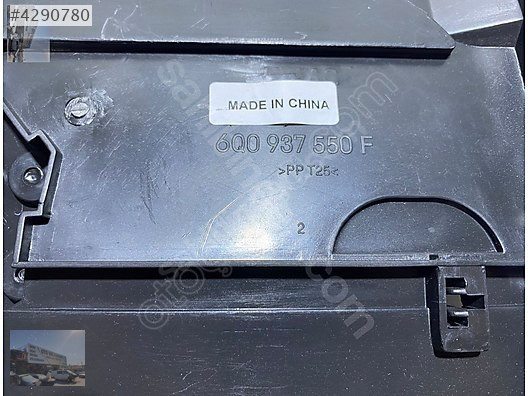 #4290780
MADE IN CHINA
6Q0 937 550 F
>PP T25<
2